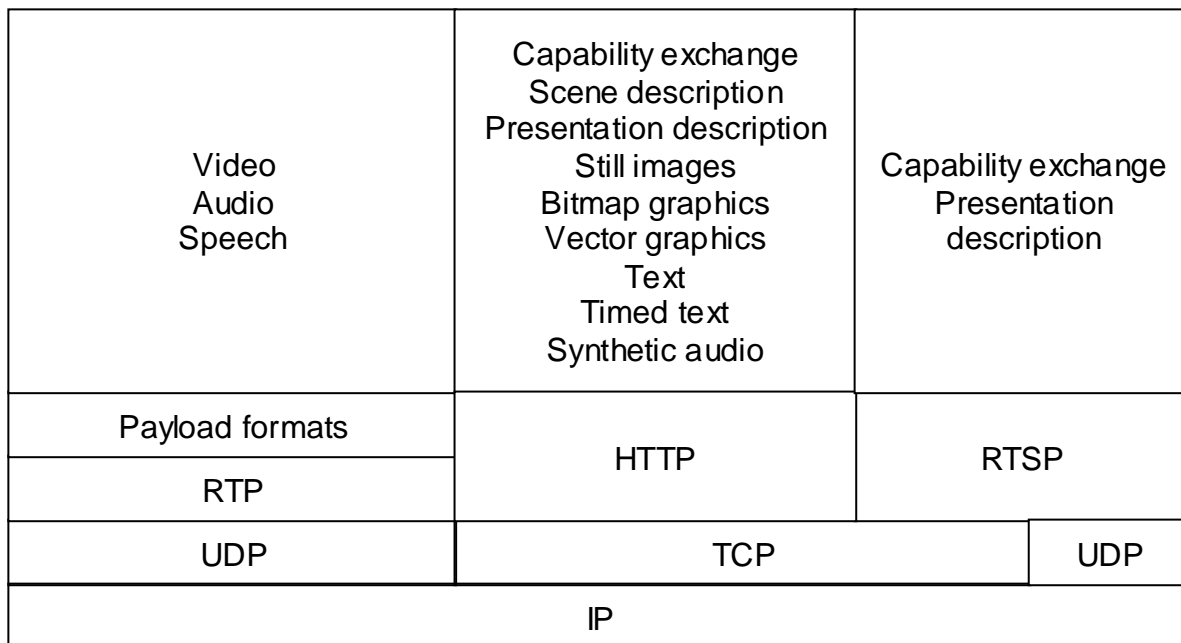 Video
Audio
Speech
Capability exchange
Scene description
Presentation description
Still images
Bitmap graphics
Vector graphics
Text
Timed text
Synthetic audio
Capability exchange
Presentation
description
Payload formats
RTP
HTTP
RTSP
UDP
TCP
UDP
IP